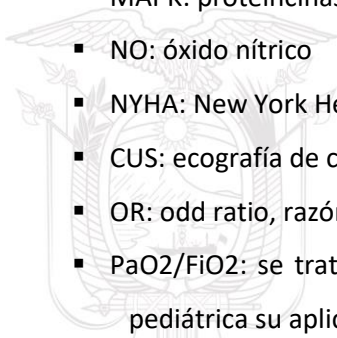 MAPK: proteincinas
▪ NO: óxido nítrico
▪ NYHA: New York He
▪ CUS: ecografía de c
▪ OR: odd ratio, razón
▪ PaO2/FiO2: se trat
pediátrica su aplic